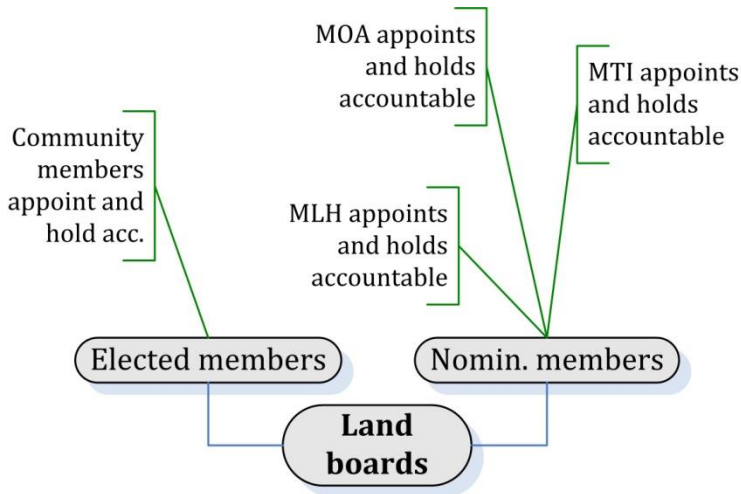 MOA appoints
and holds
accountable
MTI appoints
and holds
accountable
Community
members
appoint and
hold acc.
MLH appoints
and holds
accountable
Elected members
Nomin. members
Land
boards